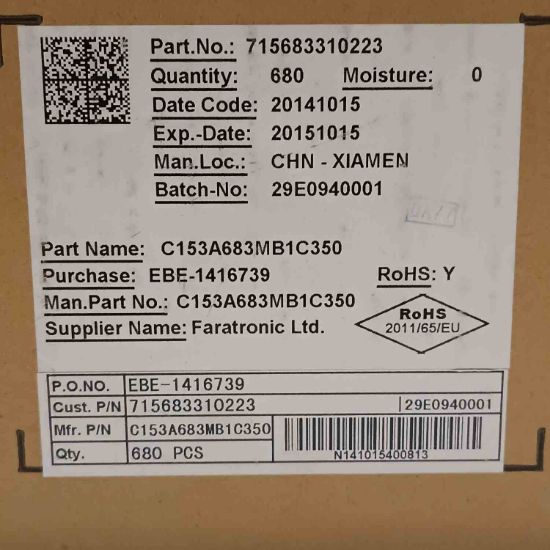 Part.No.: 715683310223
Quantity: 680 Moisture: 0
Date Code: 20141015
Exp.-Date: 20151015
Man.Loc.: CHN - XIAMEN
Batch-No: 29E0940001
Part Name: C153A683MB1C350
Purchase: EBE-1416739 RoHS: Y
Man.Part No.: C153A683MB1C350
Supplier Name: Faratronic Ltd.
RoHS
2011/65/EU
P.O.NO. EBE-1416739
Cust. P/N 715683310223 29E0940001
Mfr. P/N C153A683MB1C350
Qty. 680 PCS
N141015400813